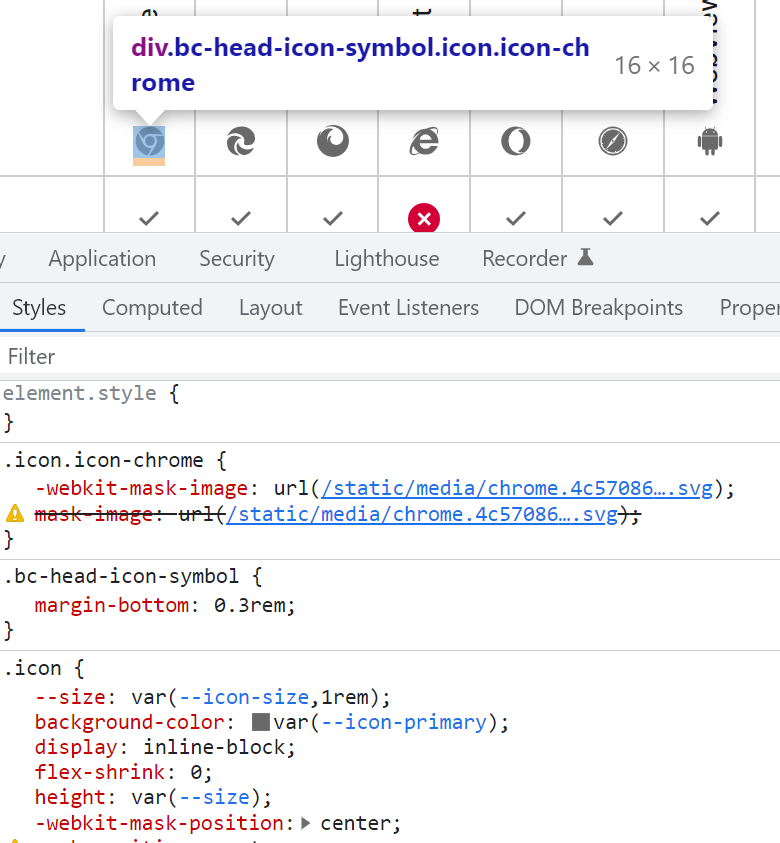 div.bc-head-icon-symbol.icon.icon-ch
rome
16 × 16
Application Security Lighthouse Recorder
Styles Computed Layout Event Listeners DOM Breakpoints Proper
Filter
element.style {
}
.icon.icon-chrome {
-webkit-mask-image: url(/static/media/chrome.4c57086….svg);
mask-image: url(/static/media/chrome.4c57086….svg);
}
.bc-head-icon-symbol {
margin-bottom: 0.3rem;
}
.icon {
--size: var(--icon-size,1rem);
background-color: var(--icon-primary);
display: inline-block;
flex-shrink: 0;
height: var(--size);
-webkit-mask-position: center;